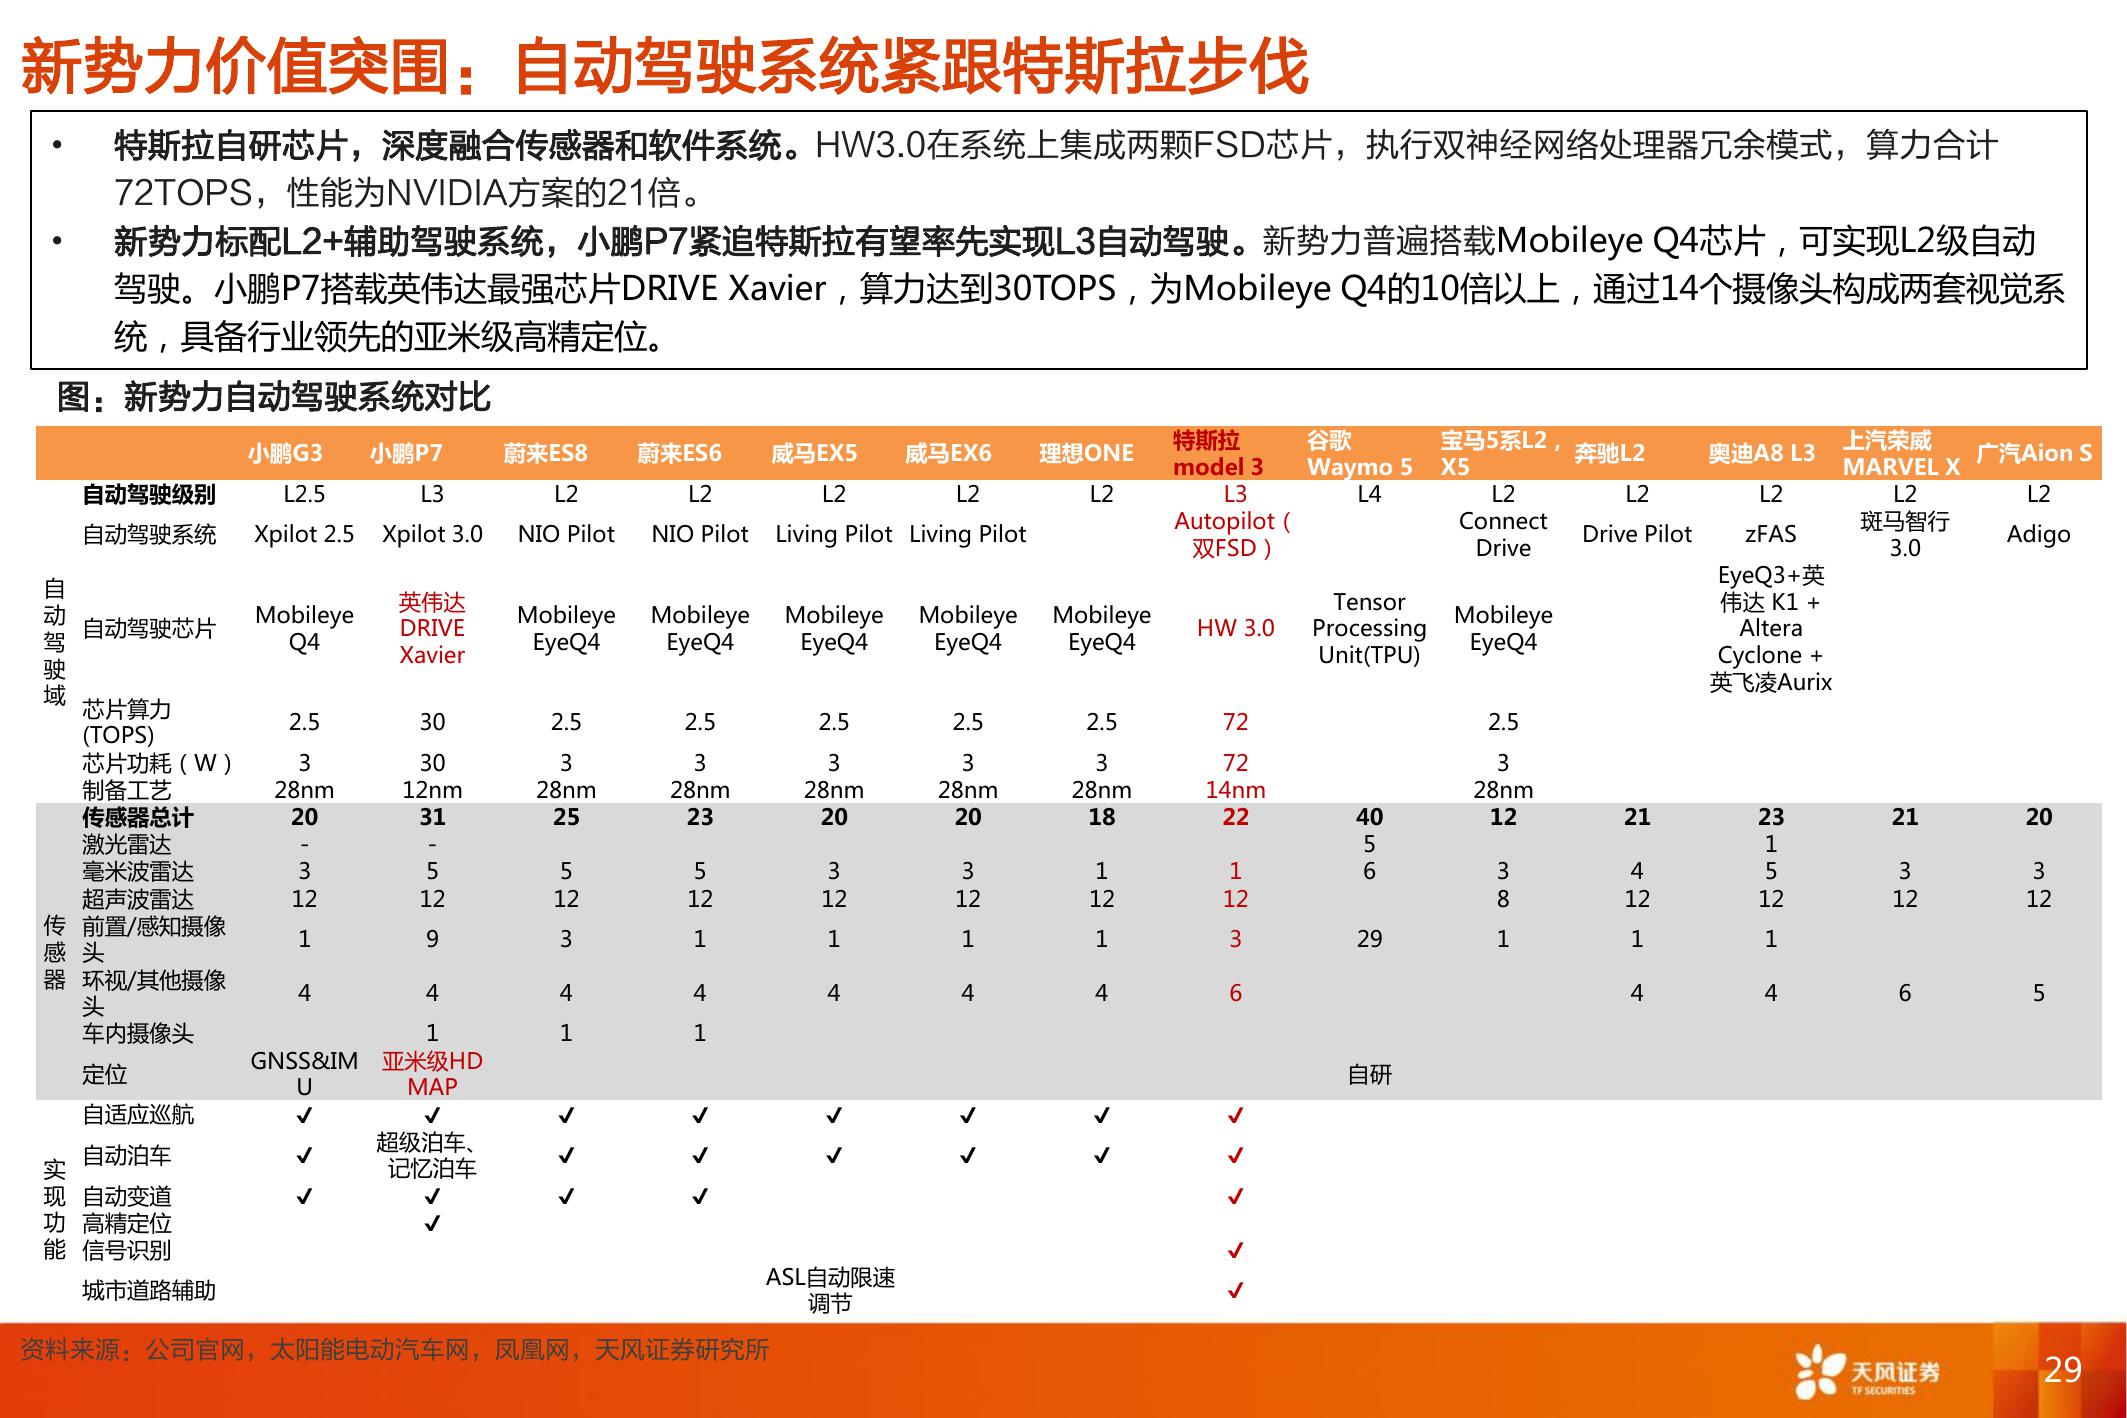 新势力价值突围：自动驾驶系统紧跟特斯拉步伐
• 特斯拉自研芯片，深度融合传感器和软件系统。HW3.0在系统上集成两颗FSD芯片，执行双神经网络处理器冗余模式，算力合计
72TOPS，性能为NVIDIA方案的21倍。
• 新势力标配L2+辅助驾驶系统，小鹏P7紧追特斯拉有望率先实现L3自动驾驶。新势力普遍搭载Mobileye Q4芯片，可实现L2级自动
驾驶。小鹏P7搭载英伟达最强芯片DRIVE Xavier，算力达到30TOPS，为Mobileye Q4的10倍以上，通过14个摄像头构成两套视觉系
统，具备行业领先的亚米级高精定位。
图：新势力自动驾驶系统对比
小鹏G3 小鹏P7 蔚来ES8 蔚来ES6 威马EX5 威马EX6 理想ONE 特斯拉 model 3 谷歌 Waymo 5 宝马5系L2，X5 奔驰L2 奥迪A8 L3 上汽荣威 MARVEL X 广汽Aion S
自动驾驶域
自动驾驶级别 L2.5 L3 L2 L2 L2 L2 L2 L3 L4 L2 L2 L2 L2 L2
自动驾驶系统 Xpilot 2.5 Xpilot 3.0 NIO Pilot NIO Pilot Living Pilot Living Pilot Autopilot（双FSD） Connect Drive Drive Pilot zFAS 斑马智行 3.0 Adigo
自动驾驶芯片 Mobileye Q4 英伟达 DRIVE Xavier Mobileye EyeQ4 Mobileye EyeQ4 Mobileye EyeQ4 Mobileye EyeQ4 Mobileye EyeQ4 HW 3.0 Tensor Processing Unit(TPU) Mobileye EyeQ4 EyeQ3+英伟达 K1 + Altera Cyclone + 英飞凌Aurix
芯片算力 (TOPS) 2.5 30 2.5 2.5 2.5 2.5 2.5 72 2.5
芯片功耗（W） 3 30 3 3 3 3 3 72 3
制备工艺 28nm 12nm 28nm 28nm 28nm 28nm 28nm 14nm 28nm
传感器
传感器总计 20 31 25 23 20 20 18 22 40 12 21 23 21 20
激光雷达 - - 5 1
毫米波雷达 3 5 5 5 3 3 1 1 6 3 4 5 3 3
超声波雷达 12 12 12 12 12 12 12 12 8 12 12 12 12
前置/感知摄像头 1 9 3 1 1 1 1 3 29 1 1 1
环视/其他摄像头 4 4 4 4 4 4 4 6 4 4 6 5
车内摄像头 1 1 1
定位 GNSS&IMU 亚米级HD MAP 自研
实现功能
自适应巡航 ✓ ✓ ✓ ✓ ✓ ✓ ✓ ✓
自动泊车 ✓ 超级泊车、记忆泊车 ✓ ✓ ✓ ✓ ✓ ✓
自动变道 ✓ ✓ ✓ ✓ ✓
高精定位 ✓
信号识别 ✓
城市道路辅助 ASL自动限速调节 ✓
资料来源：公司官网，太阳能电动汽车网，凤凰网，天风证券研究所
天风证券
TF SECURITIES
29